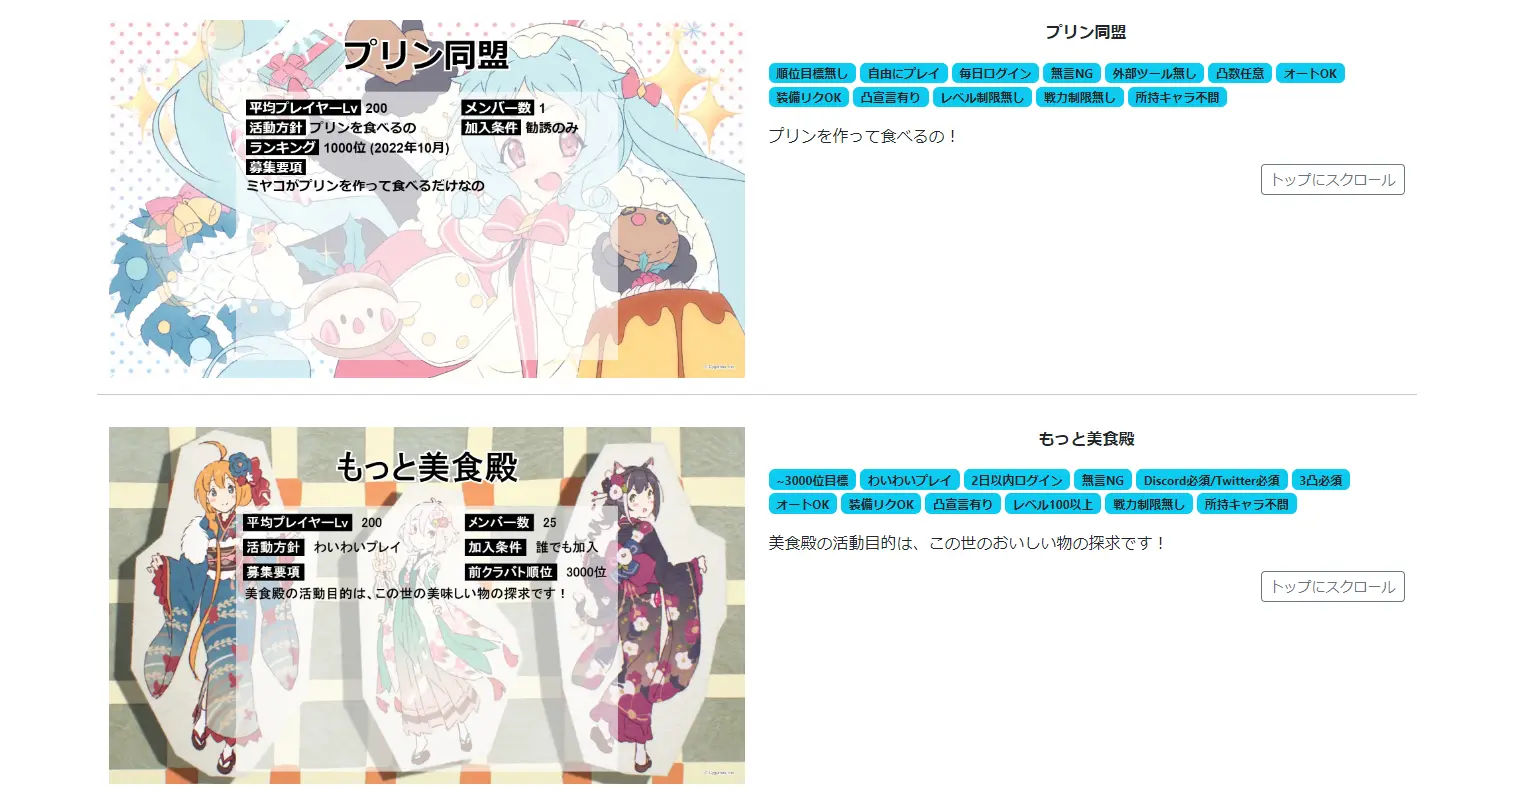 プリン同盟
平均プレイヤーLv 200 メンバー数 1
活動方針 プリンを食べるの 加入条件 勧誘のみ
ランキング 1000位 (2022年10月)
募集要項
ミヤコがプリンを作って食べるだけなの
プリン同盟
順位目標無し 自由にプレイ 毎日ログイン 無言NG 外部ツール無し 凸数任意 オートOK
装備リクOK 凸宣言有り レベル制限無し 戦力制限無し 所持キャラ不問
プリンを作って食べるの！
トップにスクロール
もっと美食殿
平均プレイヤーLv 200 メンバー数 25
活動方針 わいわいプレイ 加入条件 誰でも加入
募集要項 前クラバト順位 3000位
美食殿の活動目的は、この世の美味しい物の探求です！
もっと美食殿
~3000位目標 わいわいプレイ 2日以内ログイン 無言NG Discord必須/Twitter必須 3凸必須
オートOK 装備リクOK 凸宣言有り レベル100以上 戦力制限無し 所持キャラ不問
美食殿の活動目的は、この世のおいしい物の探求です！
トップにスクロール